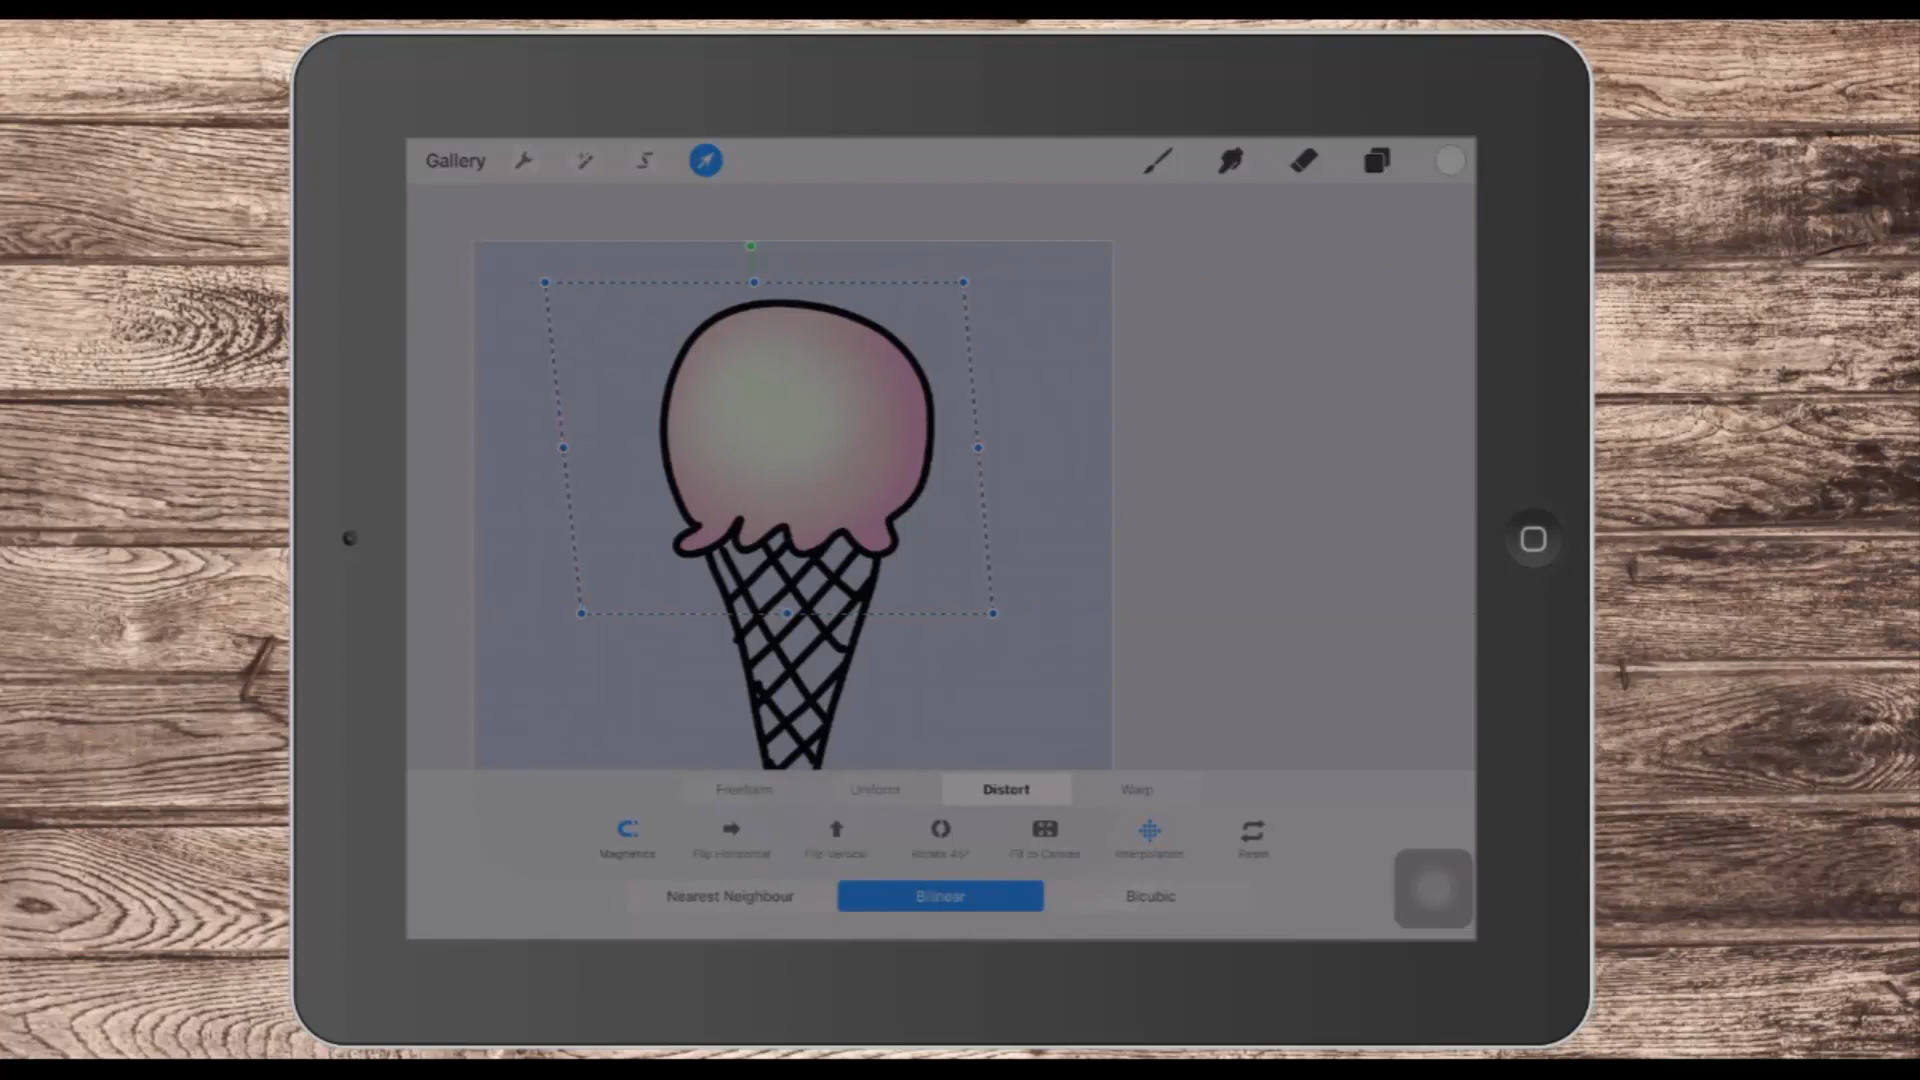 Gallery
Freeform Uniform Distort Warp
Magnetics Flip Horizontal Flip Vertical Rotate 45° Fit to Canvas Interpolation Reset
Nearest Neighbour Bilinear Bicubic